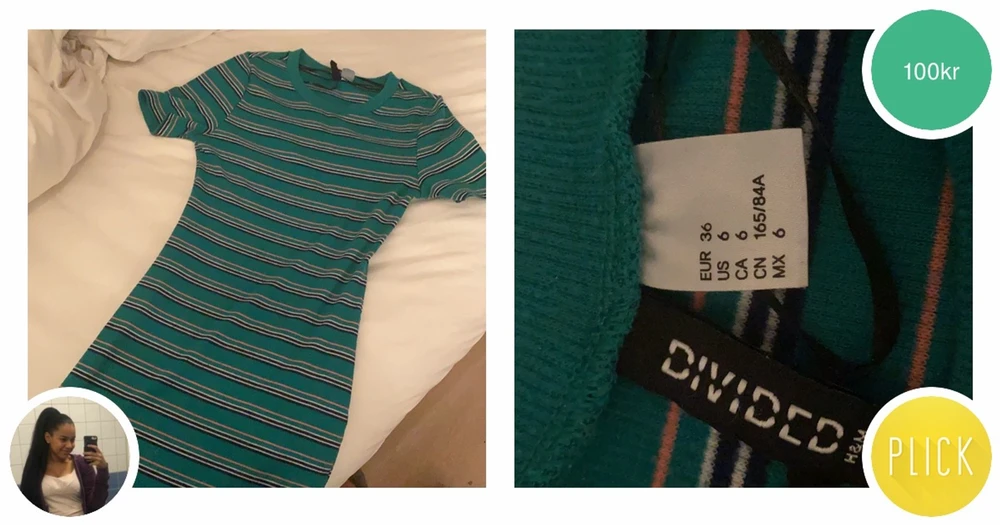 100kr
EUR 36
US 6
CA 6
CN 165/84A
MX 6
DIVIDED
H&M
PLICK